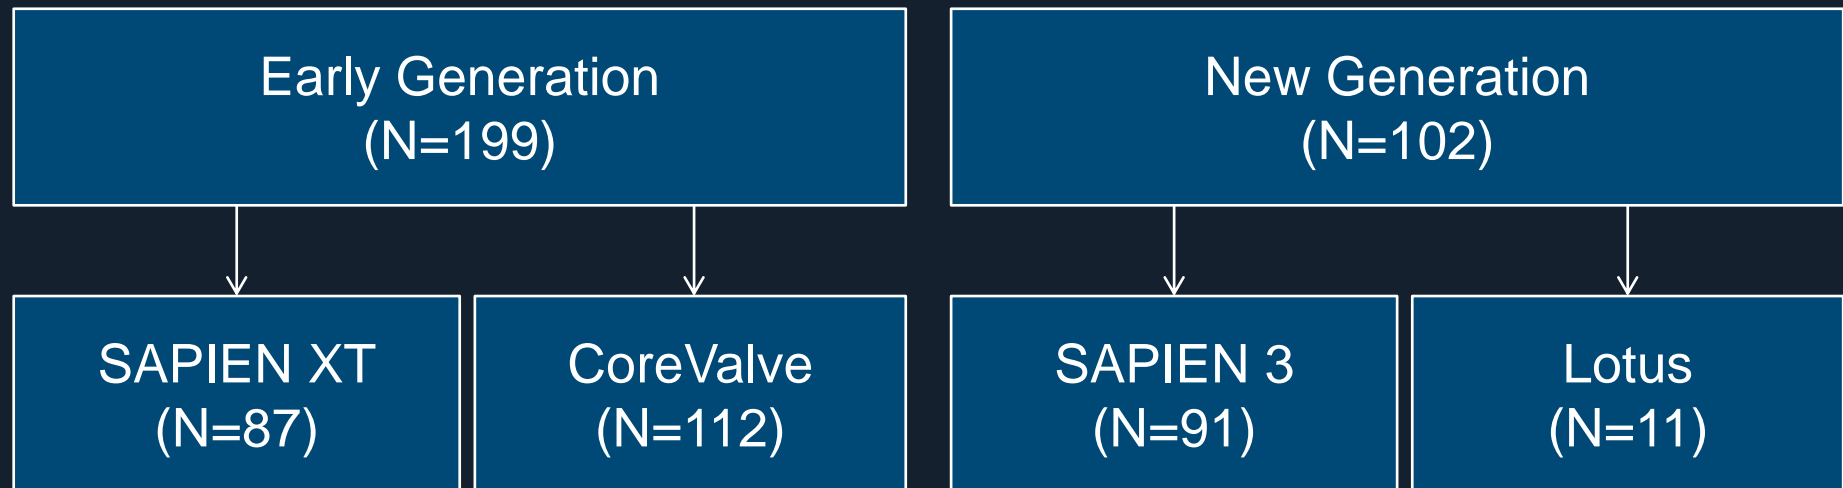 Early Generation
(N=199)
New Generation
(N=102)
SAPIEN XT
(N=87)
CoreValve
(N=112)
SAPIEN 3
(N=91)
Lotus
(N=11)